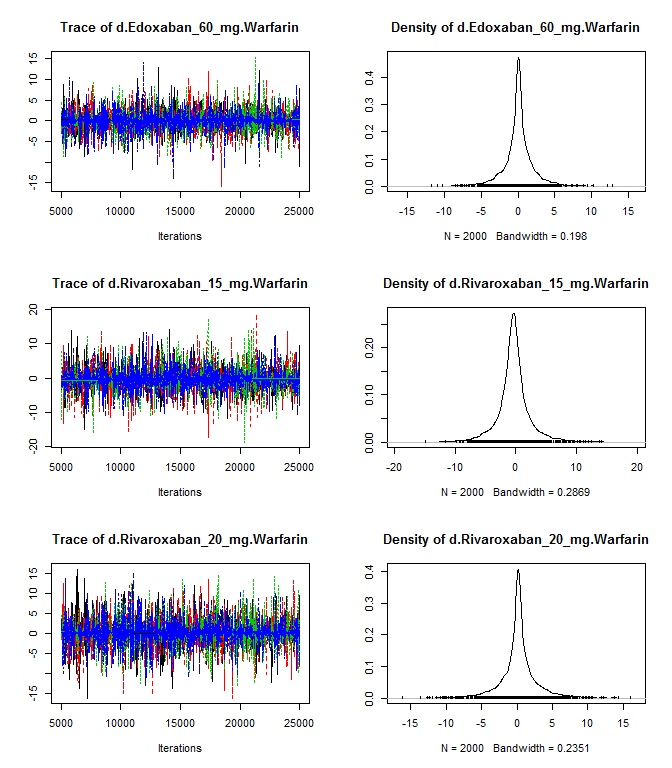 Trace of d.Edoxaban_60_mg.Warfarin
15
10
5
0
-5
-15
5000 10000 15000 20000 25000
Iterations
Density of d.Edoxaban_60_mg.Warfarin
0.4
0.3
0.2
0.1
0.0
-15 -10 -5 0 5 10 15
N = 2000 Bandwidth = 0.198
Trace of d.Rivaroxaban_15_mg.Warfarin
20
10
0
-10
-20
5000 10000 15000 20000 25000
Iterations
Density of d.Rivaroxaban_15_mg.Warfarin
0.20
0.10
0.00
-20 -10 0 10 20
N = 2000 Bandwidth = 0.2869
Trace of d.Rivaroxaban_20_mg.Warfarin
15
10
5
0
-5
-15
5000 10000 15000 20000 25000
Iterations
Density of d.Rivaroxaban_20_mg.Warfarin
0.4
0.3
0.2
0.1
0.0
-15 -10 -5 0 5 10 15
N = 2000 Bandwidth = 0.2351